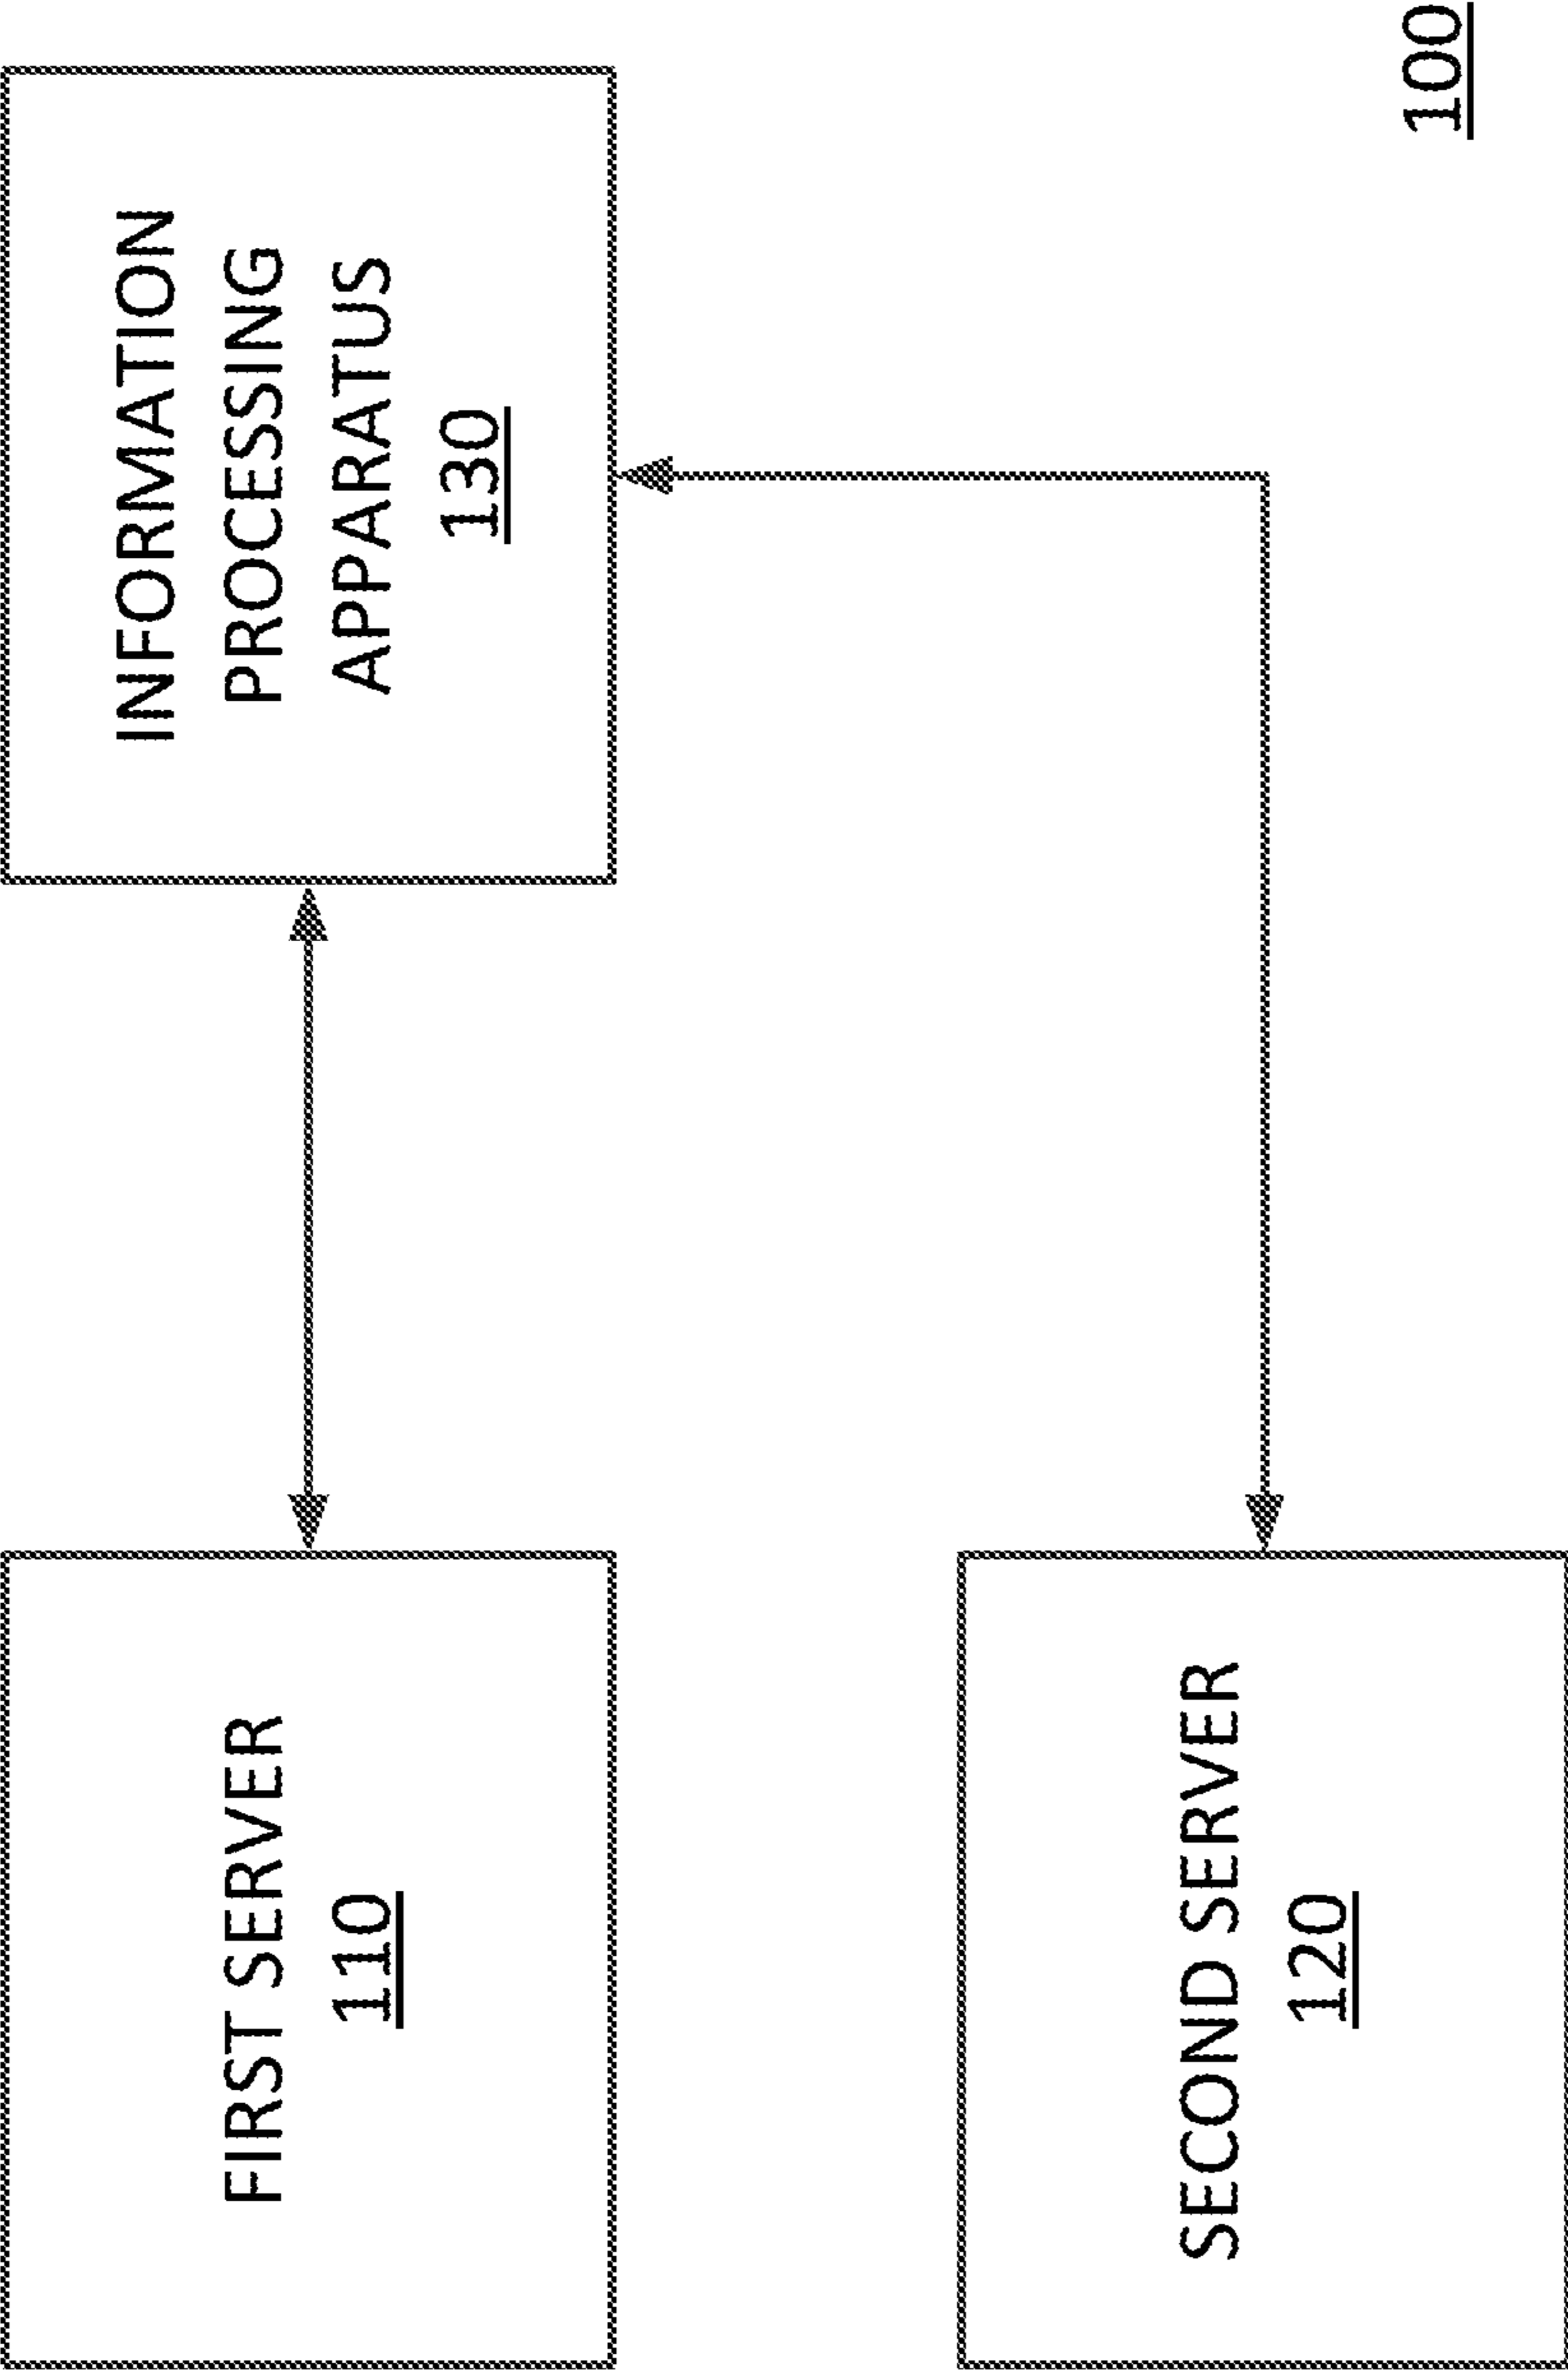 FIRST SERVER
110
INFORMATION
PROCESSING
APPARATUS
130
SECOND SERVER
120
100